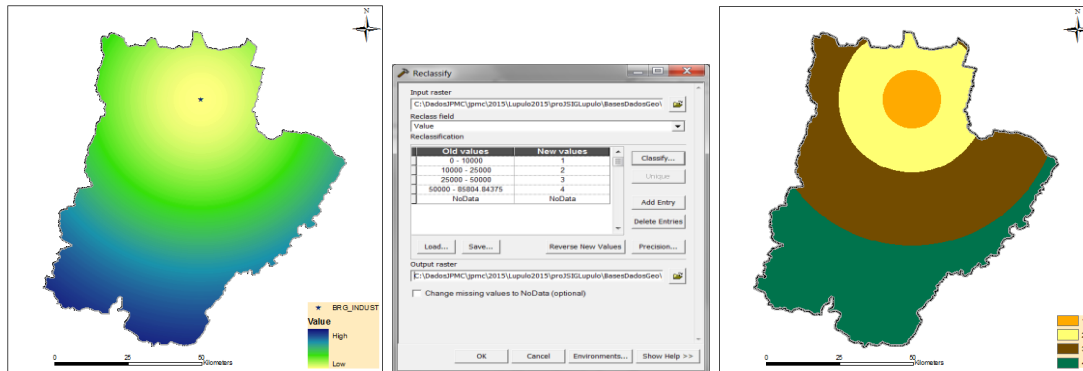 N
BRG_INDUST
Value
High
Low
0 25 50
Kilometers
Reclassify
Input raster
C:\DadosJPMC\jpmc\2015\Lupulo2015\proJSIGLupulo\BasesDadosGeo\
Reclass field
Value
Reclassification
Old values New values
0 - 10000 1
10000 - 25000 2
25000 - 50000 3
50000 - 85804.84375 4
NoData NoData
Classify...
Unique
Add Entry
Delete Entries
Load... Save... Reverse New Values Precision...
Output raster
C:\DadosJPMC\jpmc\2015\Lupulo2015\proJSIGLupulo\BasesDadosGeo\
Change missing values to NoData (optional)
OK Cancel Environments... Show Help >>
N
0 25 50
Kilometers